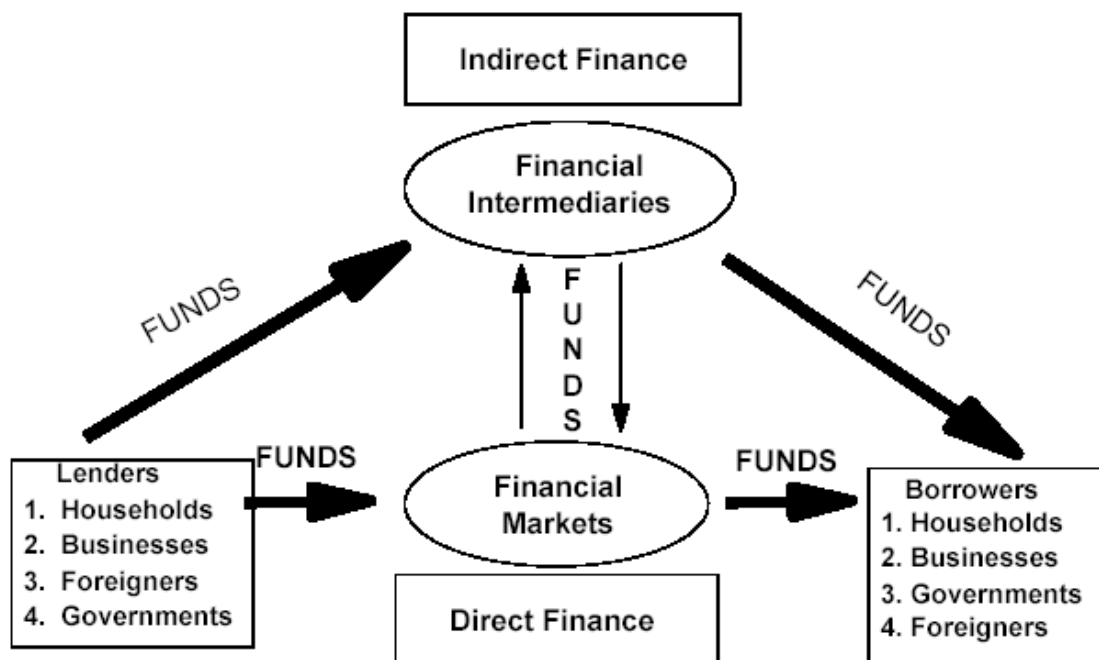 Indirect Finance
Financial
Intermediaries
FUNDS
FUNDS
F
U
N
D
S
Lenders
1. Households
2. Businesses
3. Foreigners
4. Governments
FUNDS
Financial
Markets
FUNDS
Borrowers
1. Households
2. Businesses
3. Governments
4. Foreigners
Direct Finance